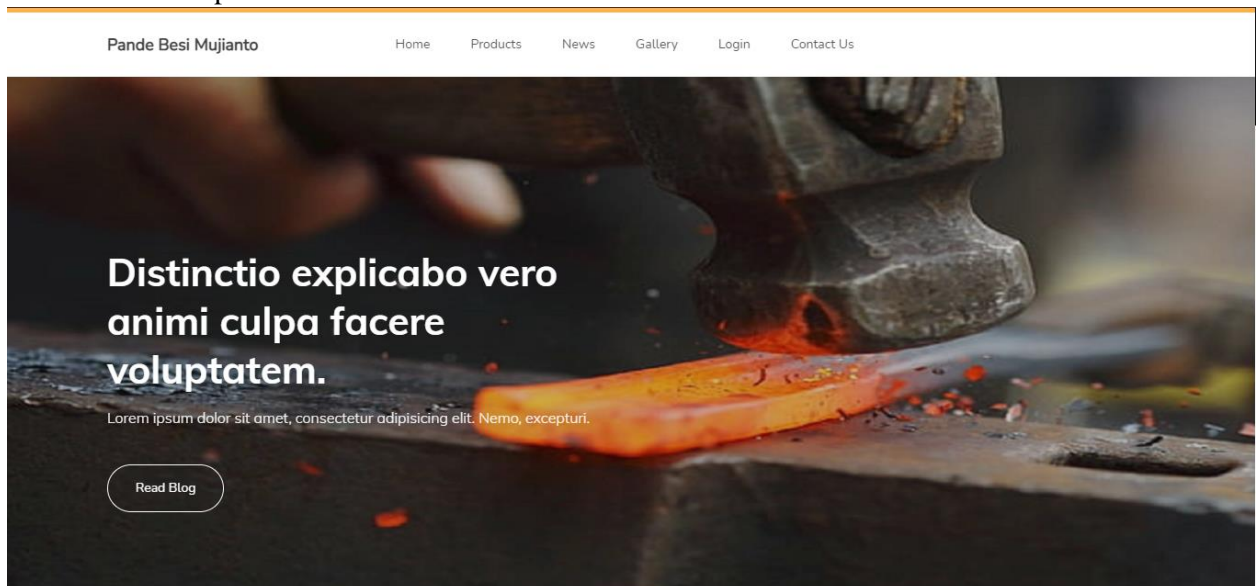 Pande Besi Mujianto
Home Products News Gallery Login Contact Us
Distinctio explicabo vero
animi culpa facere
voluptatem.
Lorem ipsum dolor sit amet, consectetur adipisicing elit. Nemo, excepturi.
Read Blog